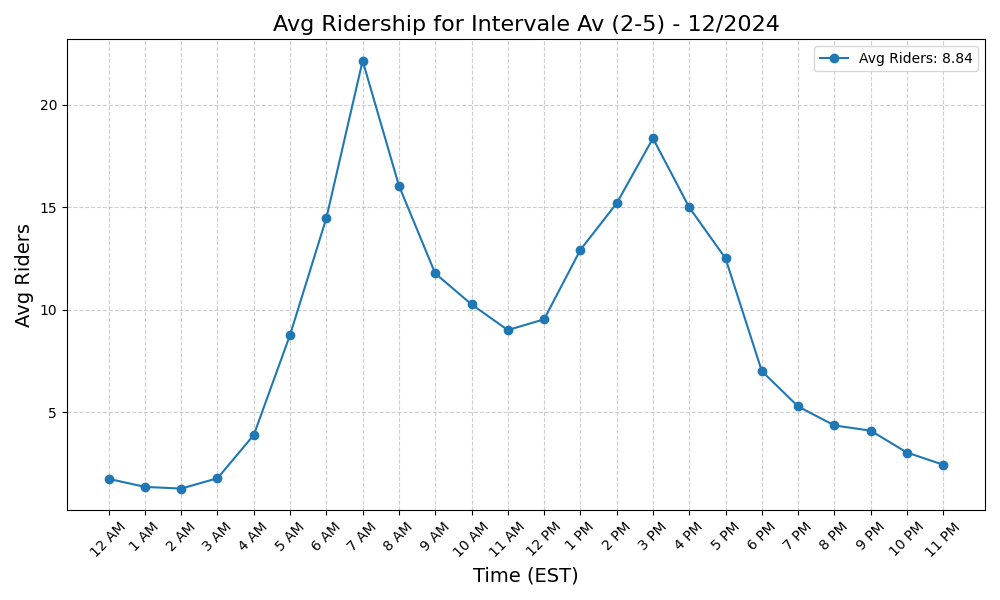 Avg Ridership for Intervale Av (2-5) - 12/2024
Avg Riders: 8.84
Avg Riders
20
15
10
5
12 AM
1 AM
2 AM
3 AM
4 AM
5 AM
6 AM
7 AM
8 AM
9 AM
10 AM
11 AM
12 PM
1 PM
2 PM
3 PM
4 PM
5 PM
6 PM
7 PM
8 PM
9 PM
10 PM
11 PM
Time (EST)